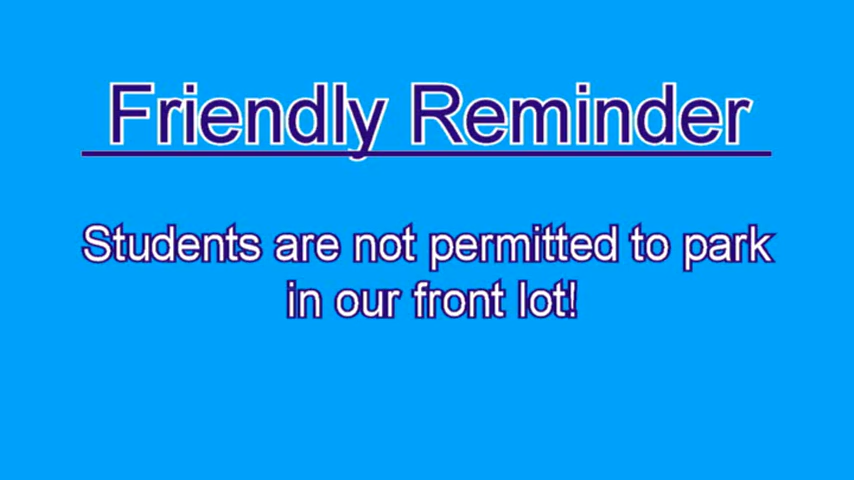 Friendly Reminder
Students are not permitted to park
in our front lot!